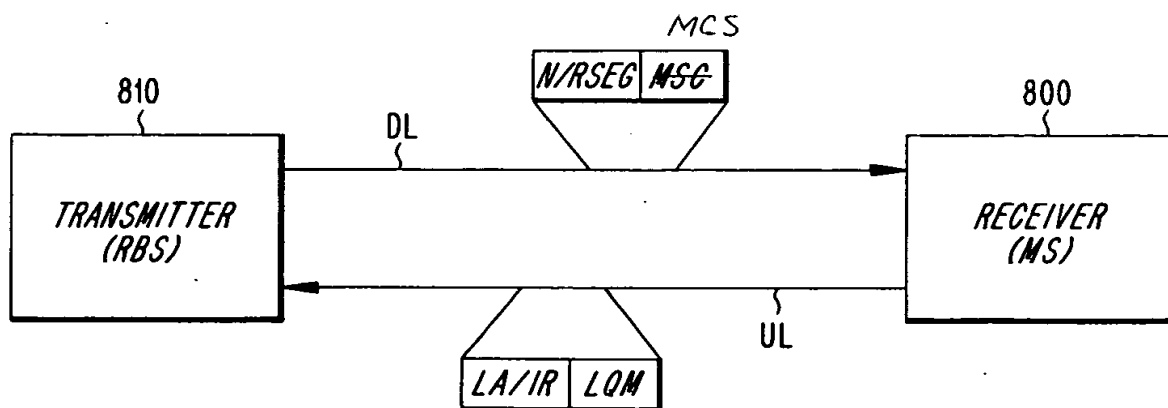 MCS
N/RSEG MSC
810
DL
800
TRANSMITTER
(RBS)
RECEIVER
(MS)
UL
LA/IR LQM